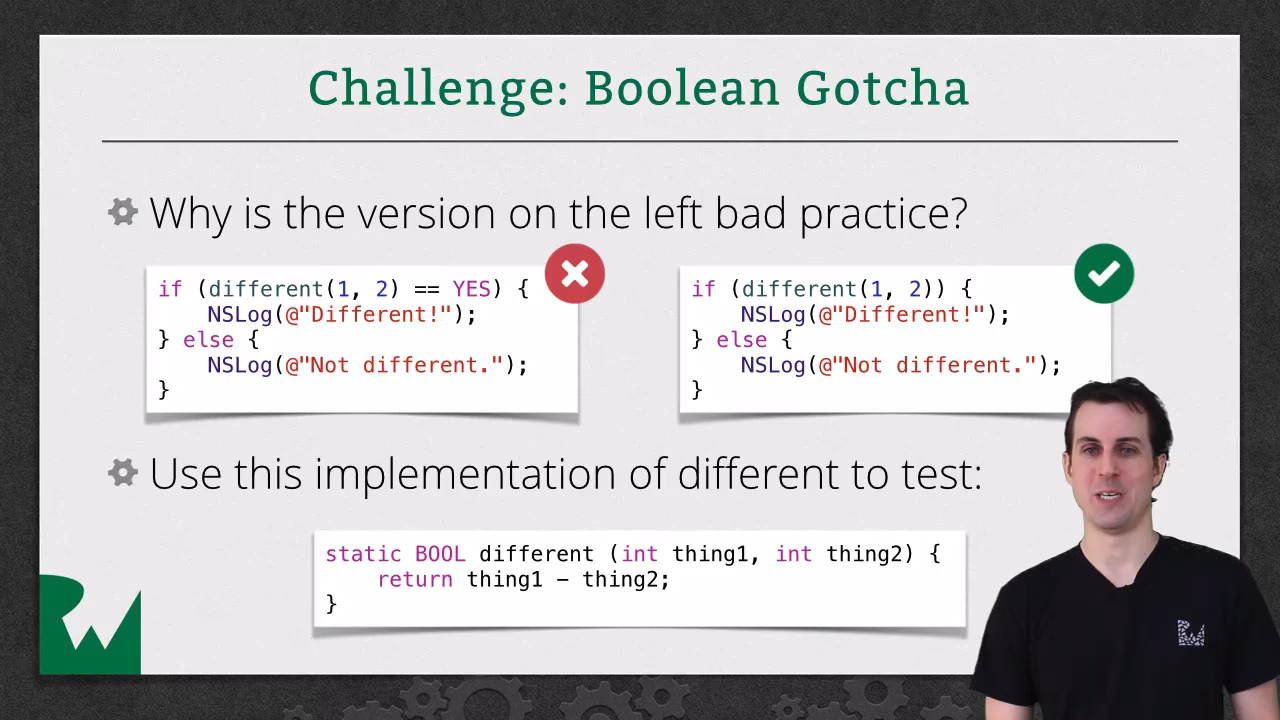 Challenge: Boolean Gotcha
Why is the version on the left bad practice?
if (different(1, 2) == YES) {
    NSLog(@"Different!");
} else {
    NSLog(@"Not different.");
}
if (different(1, 2)) {
    NSLog(@"Different!");
} else {
    NSLog(@"Not different.");
}
Use this implementation of different to test:
static BOOL different (int thing1, int thing2) {
    return thing1 - thing2;
}
RW
RW